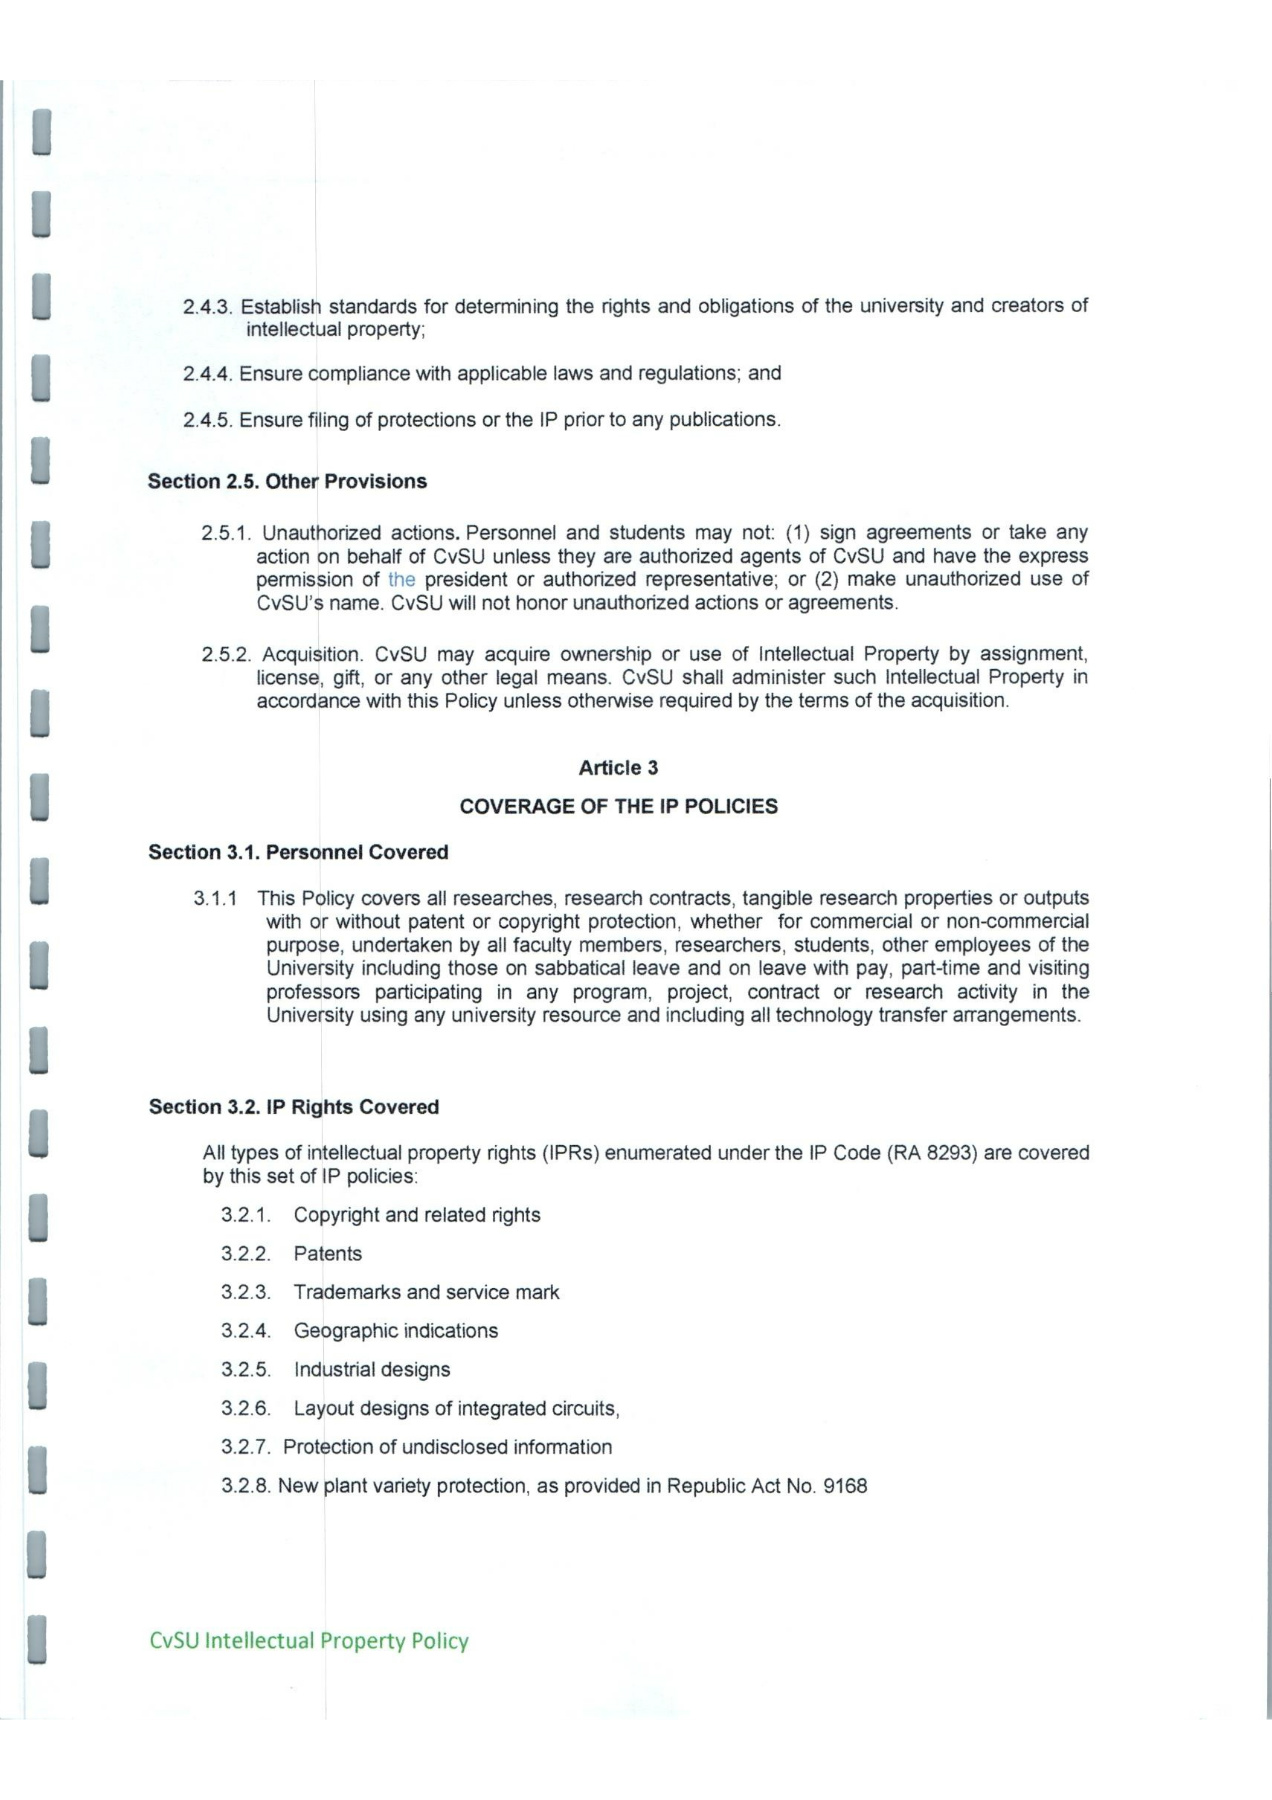 2.4.3. Establish standards for determining the rights and obligations of the university and creators of
intellectual property;
2.4.4. Ensure compliance with applicable laws and regulations; and
2.4.5. Ensure filing of protections or the IP prior to any publications.
Section 2.5. Other Provisions
2.5.1. Unauthorized actions. Personnel and students may not: (1) sign agreements or take any
action on behalf of CvSU unless they are authorized agents of CvSU and have the express
permission of the president or authorized representative; or (2) make unauthorized use of
CvSU's name. CvSU will not honor unauthorized actions or agreements.
2.5.2. Acquisition. CvSU may acquire ownership or use of Intellectual Property by assignment,
license, gift, or any other legal means. CvSU shall administer such Intellectual Property in
accordance with this Policy unless otherwise required by the terms of the acquisition.
Article 3
COVERAGE OF THE IP POLICIES
Section 3.1. Personnel Covered
3.1.1 This Policy covers all researches, research contracts, tangible research properties or outputs
with or without patent or copyright protection, whether for commercial or non-commercial
purpose, undertaken by all faculty members, researchers, students, other employees of the
University including those on sabbatical leave and on leave with pay, part-time and visiting
professors participating in any program, project, contract or research activity in the
University using any university resource and including all technology transfer arrangements.
Section 3.2. IP Rights Covered
All types of intellectual property rights (IPRs) enumerated under the IP Code (RA 8293) are covered
by this set of IP policies:
3.2.1. Copyright and related rights
3.2.2. Patents
3.2.3. Trademarks and service mark
3.2.4. Geographic indications
3.2.5. Industrial designs
3.2.6. Layout designs of integrated circuits,
3.2.7. Protection of undisclosed information
3.2.8. New plant variety protection, as provided in Republic Act No. 9168
CvSU Intellectual Property Policy